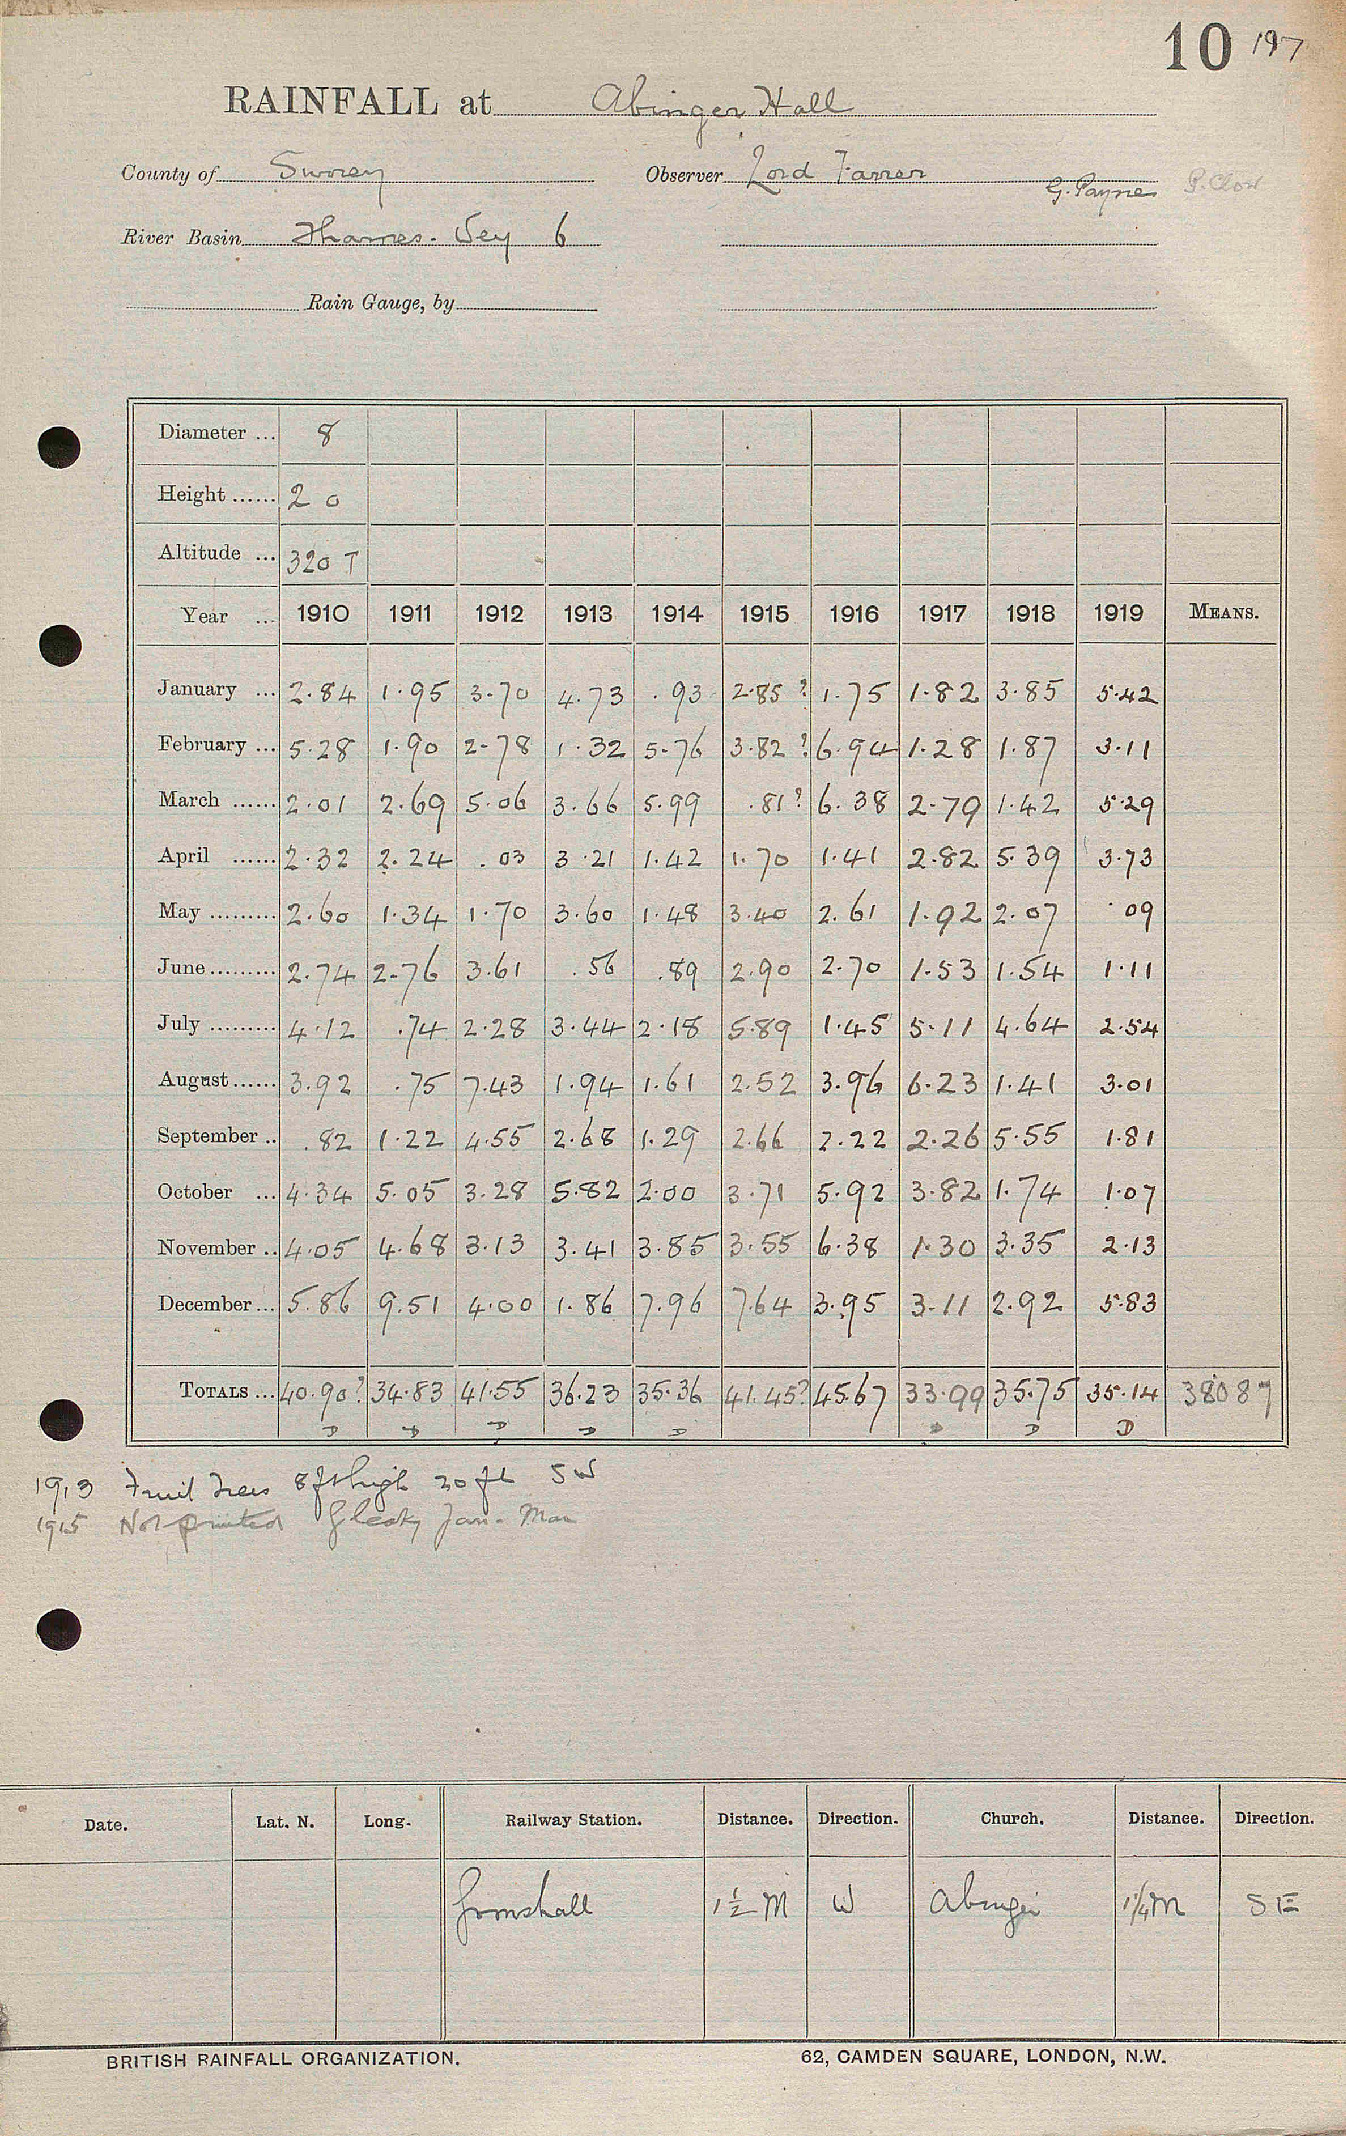 10 197
RAINFALL at Abinger Hall
County of Surrey Observer Lord Farrer
G. Payne
River Basin Thames. Wey 6
Rain Gauge, by
Diameter ... 8
Height ...... 2 0
Altitude ... 320 T
Year ... 1910 1911 1912 1913 1914 1915 1916 1917 1918 1919 MEANS.
January ... 2.84 1.95 3.70 4.73 .93 2.85 ? 1.75 1.82 3.85 5.42
February ... 5.28 1.90 2.78 1.32 5.76 3.82 ? 6.94 1.28 1.87 3.11
March ...... 2.01 2.69 5.06 3.66 5.99 .81 ? 6.38 2.79 1.42 5.29
April ...... 2.32 2.24 .03 3.21 1.42 1.70 1.41 2.82 5.39 3.73
May ......... 2.60 1.34 1.70 3.60 1.48 3.40 2.61 1.92 2.07 .09
June ......... 2.74 2.76 3.61 .56 .89 2.90 2.70 1.53 1.54 1.11
July ......... 4.12 .74 2.28 3.44 2.18 5.89 1.45 5.11 4.64 2.54
August ...... 3.92 .75 7.43 1.94 1.61 2.52 3.96 6.23 1.41 3.01
September .. .82 1.22 4.55 2.68 1.29 2.66 2.22 2.26 5.55 1.81
October ... 4.34 5.05 3.28 5.82 2.00 3.71 5.92 3.82 1.74 1.07
November .. 4.05 4.68 3.13 3.41 3.85 3.55 6.38 1.30 3.35 2.13
December ... 5.86 9.51 4.00 1.86 7.96 7.64 3.95 3.11 2.92 5.83
TOTALS ... 40.90? 34.83 41.55 36.23 35.36 41.45? 45.67 33.99 35.75 35.14 38087
D D D D D D D D
1913 Fruit Trees 8 ft high 20 ft SW
1915 Not printed leaky Jan - Mar
Date. Lat. N. Long. Railway Station. Distance. Direction. Church. Distance. Direction.
Gomshall 1½ M W Abinger 1¼ M SE
BRITISH RAINFALL ORGANIZATION. 62, CAMDEN SQUARE, LONDON, N.W.